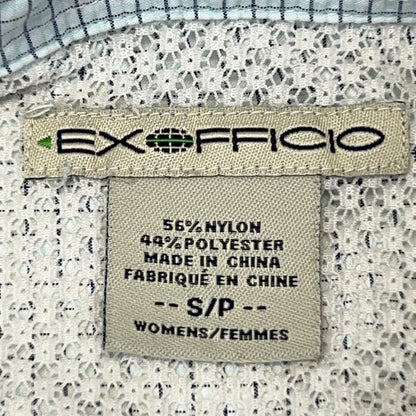 EXOFFICIO
56% NYLON
44% POLYESTER
MADE IN CHINA
FABRIQUÉ EN CHINE
-- S/P --
WOMENS/FEMMES